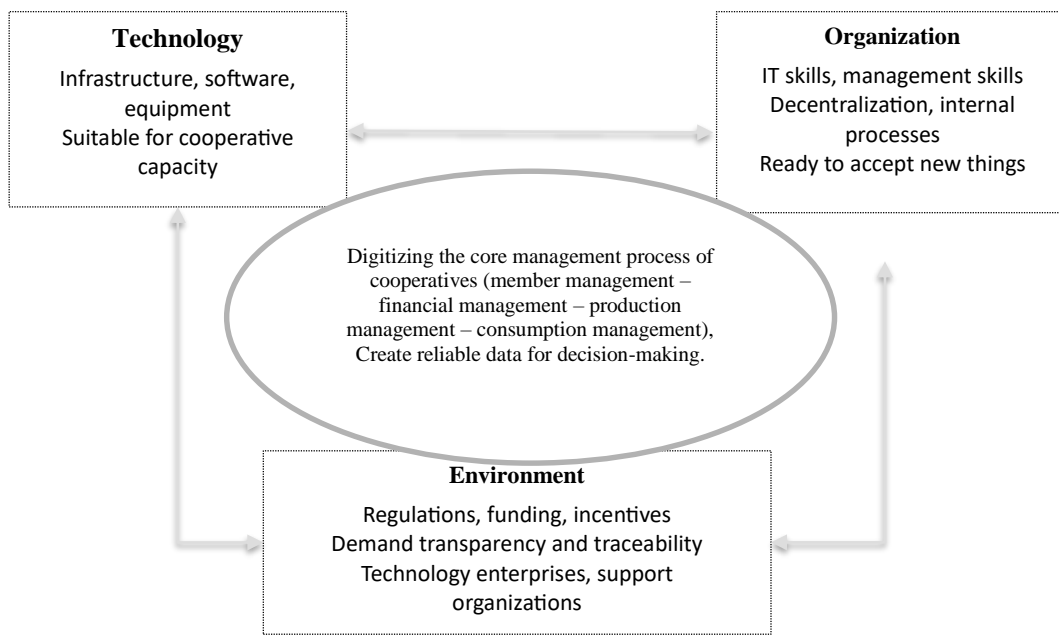 Technology
Infrastructure, software,
equipment
Suitable for cooperative
capacity
Organization
IT skills, management skills
Decentralization, internal
processes
Ready to accept new things
Digitizing the core management process of
cooperatives (member management –
financial management – production
management – consumption management),
Create reliable data for decision-making.
Environment
Regulations, funding, incentives
Demand transparency and traceability
Technology enterprises, support
organizations